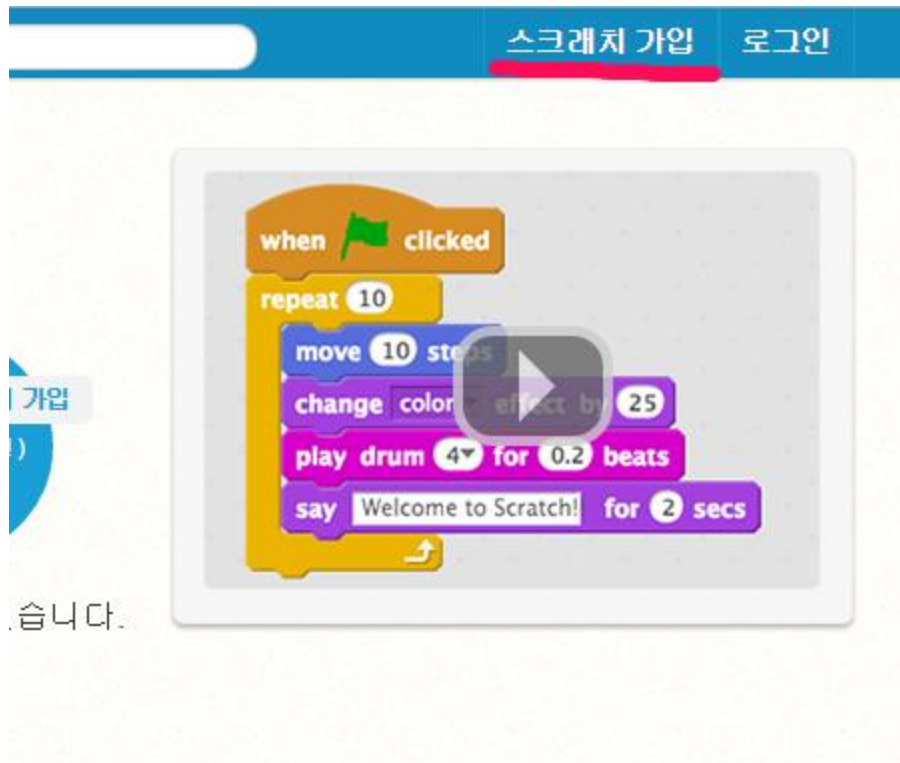 스크래치 가입 로그인
when clicked
repeat 10
move 10 steps
change color effect by 25
가입
)
play drum 4 for 0.2 beats
say Welcome to Scratch! for 2 secs
습니다.